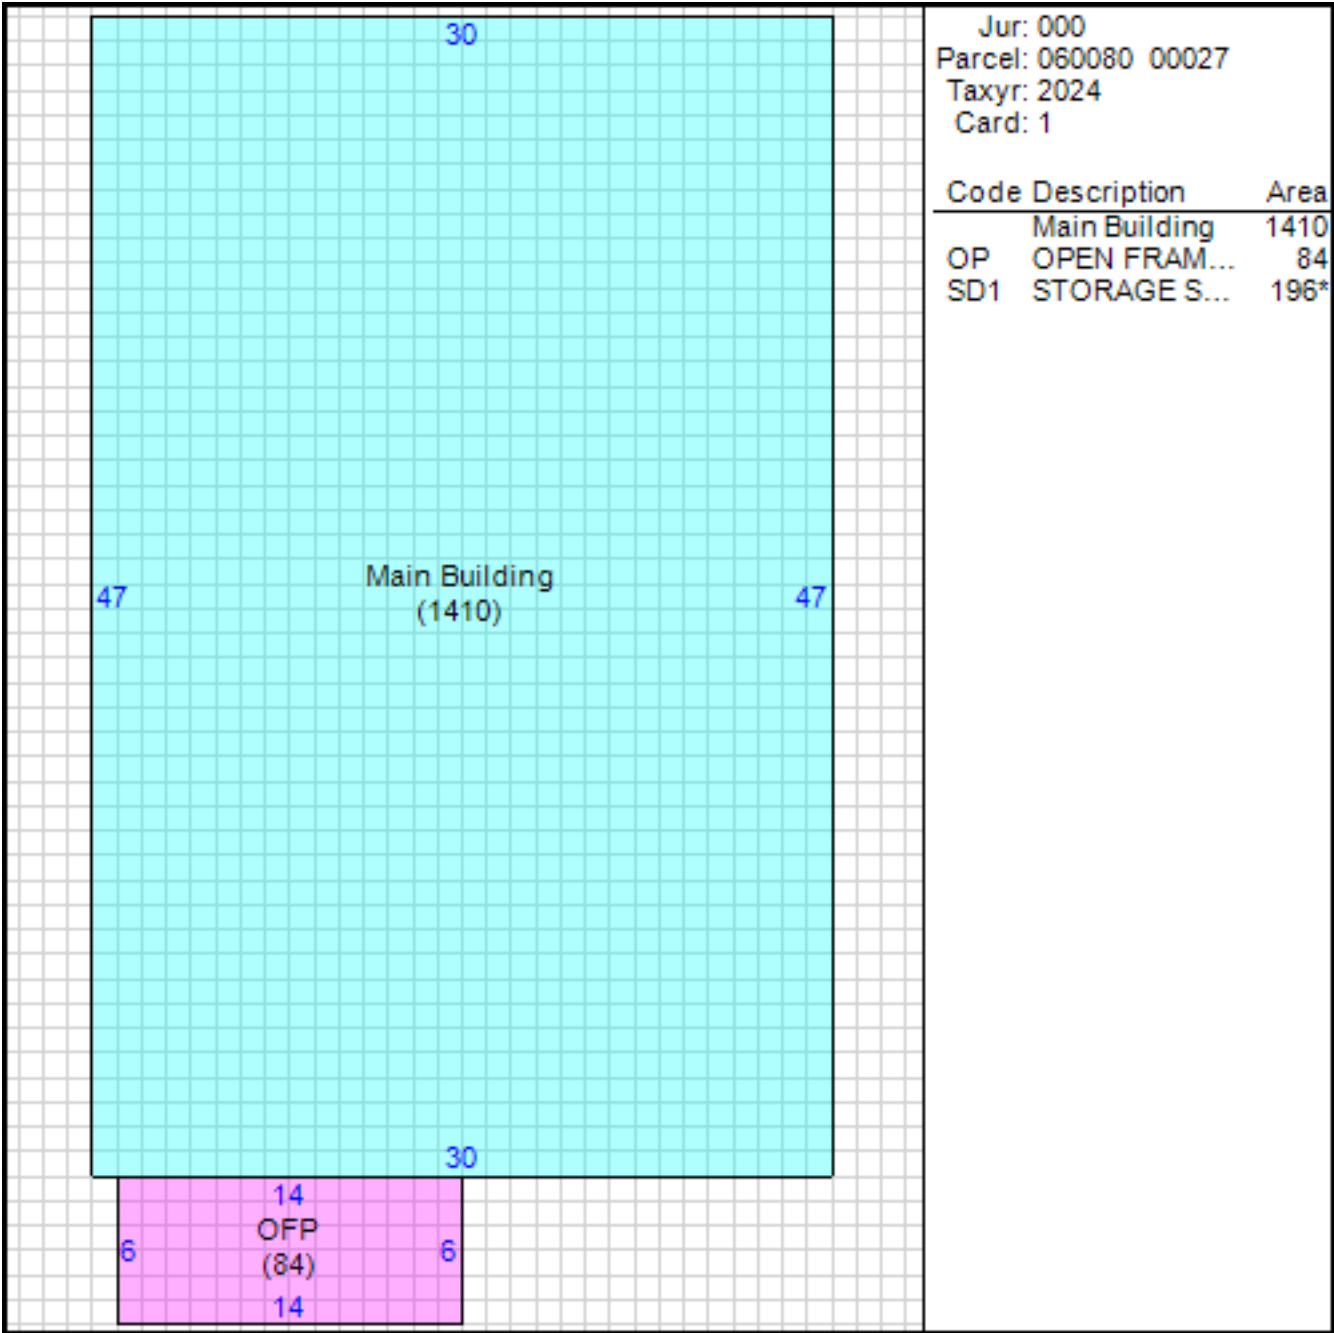 30
47
Main Building
(1410)
47
30
14
OFP
6
6
(84)
14
Jur: 000
Parcel: 060080 00027
Taxyr: 2024
Card: 1
Code Description Area
Main Building 1410
OP OPEN FRAM... 84
SD1 STORAGE S... 196*